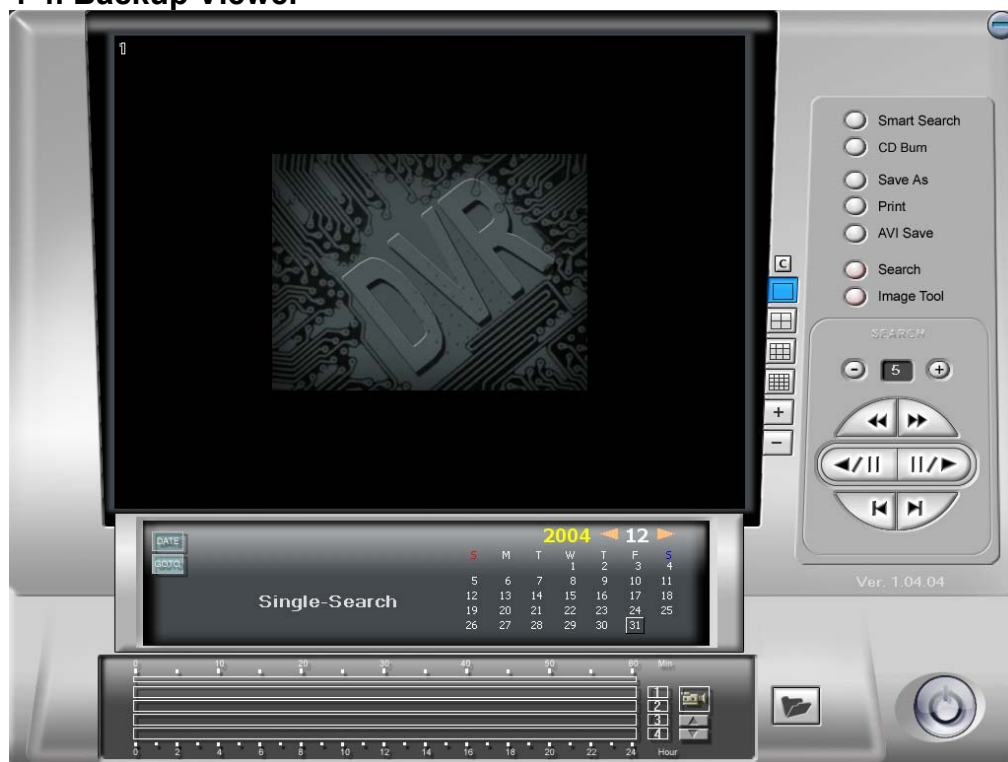 Backup Viewer
1
DVR
Smart Search
CD Burn
Save As
Print
AVI Save
C
Search
Image Tool
SEARCH
- 5 +
+
-
DATE
GOTO
Single-Search
2004 12
S M T W T F S
1 2 3 4
5 6 7 8 9 10 11
12 13 14 15 16 17 18
19 20 21 22 23 24 25
26 27 28 29 30 31
Ver. 1.04.04
0 10 20 30 40 50 60 Min
1
2
3
4
0 2 4 6 8 10 12 14 16 18 20 22 24 Hour